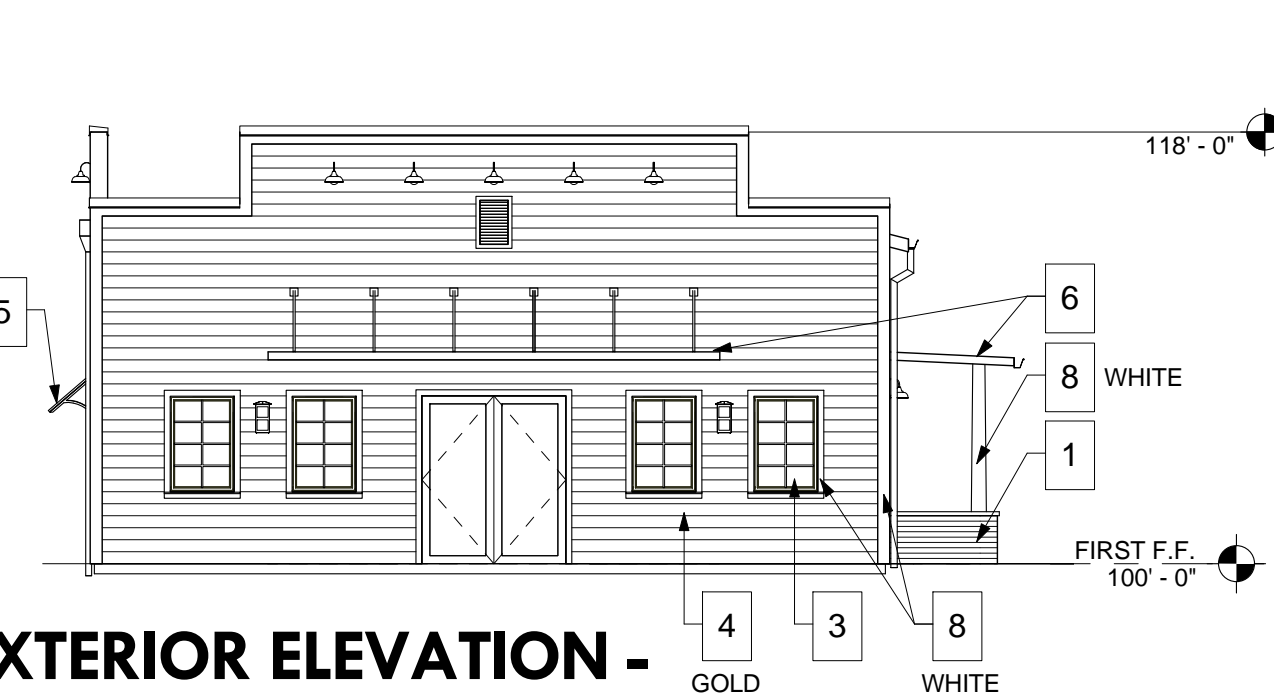 118' - 0"
5
6
8 WHITE
1
FIRST F.F.
100' - 0"
4
3
8
GOLD
WHITE
XTERIOR ELEVATION -